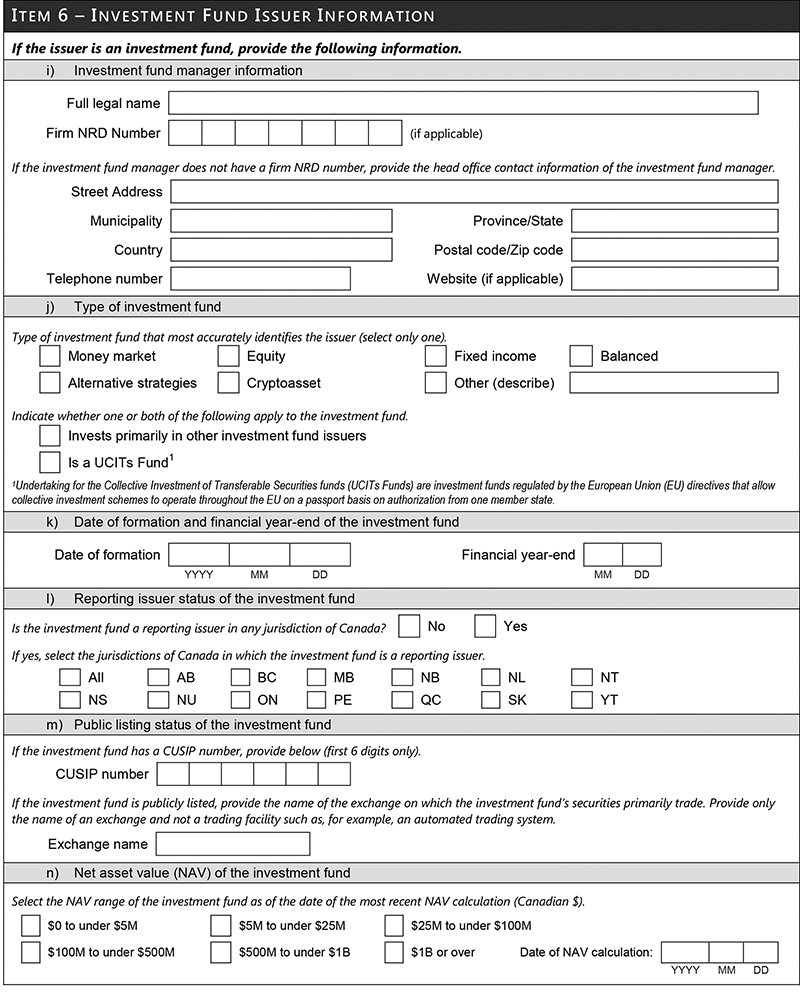 ITEM 6 – INVESTMENT FUND ISSUER INFORMATION
If the issuer is an investment fund, provide the following information.
i) Investment fund manager information
Full legal name
Firm NRD Number (if applicable)
If the investment fund manager does not have a firm NRD number, provide the head office contact information of the investment fund manager.
Street Address
Municipality Province/State
Country Postal code/Zip code
Telephone number Website (if applicable)
j) Type of investment fund
Type of investment fund that most accurately identifies the issuer (select only one).
Money market Equity Fixed income Balanced
Alternative strategies Cryptoasset Other (describe)
Indicate whether one or both of the following apply to the investment fund.
Invests primarily in other investment fund issuers
Is a UCITs Fund¹
¹Undertaking for the Collective Investment of Transferable Securities funds (UCITs Funds) are investment funds regulated by the European Union (EU) directives that allow
collective investment schemes to operate throughout the EU on a passport basis on authorization from one member state.
k) Date of formation and financial year-end of the investment fund
Date of formation Financial year-end
YYYY MM DD MM DD
l) Reporting issuer status of the investment fund
Is the investment fund a reporting issuer in any jurisdiction of Canada? No Yes
If yes, select the jurisdictions of Canada in which the investment fund is a reporting issuer.
All AB BC MB NB NL NT
NS NU ON PE QC SK YT
m) Public listing status of the investment fund
If the investment fund has a CUSIP number, provide below (first 6 digits only).
CUSIP number
If the investment fund is publicly listed, provide the name of the exchange on which the investment fund's securities primarily trade. Provide only
the name of an exchange and not a trading facility such as, for example, an automated trading system.
Exchange name
n) Net asset value (NAV) of the investment fund
Select the NAV range of the investment fund as of the date of the most recent NAV calculation (Canadian $).
$0 to under $5M $5M to under $25M $25M to under $100M
$100M to under $500M $500M to under $1B $1B or over Date of NAV calculation:
YYYY MM DD